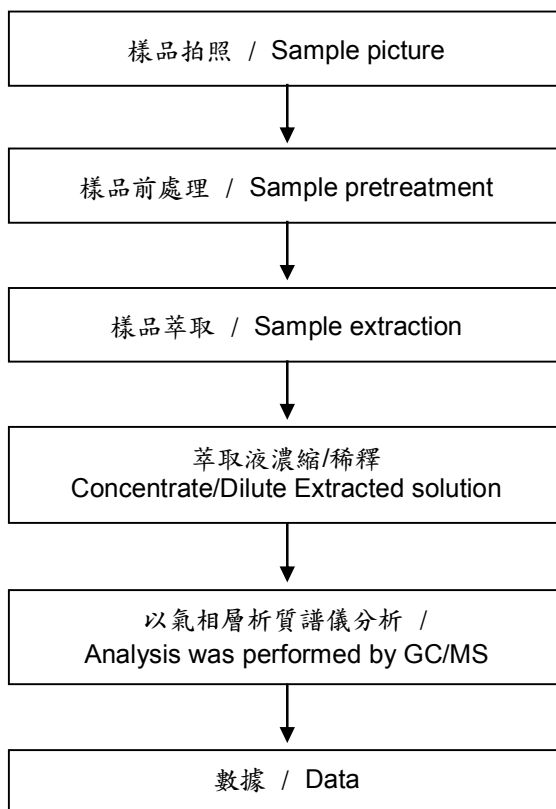 樣品拍照 / Sample picture
樣品前處理 / Sample pretreatment
樣品萃取 / Sample extraction
萃取液濃縮/稀釋
Concentrate/Dilute Extracted solution
以氣相層析質譜儀分析 /
Analysis was performed by GC/MS
數據 / Data